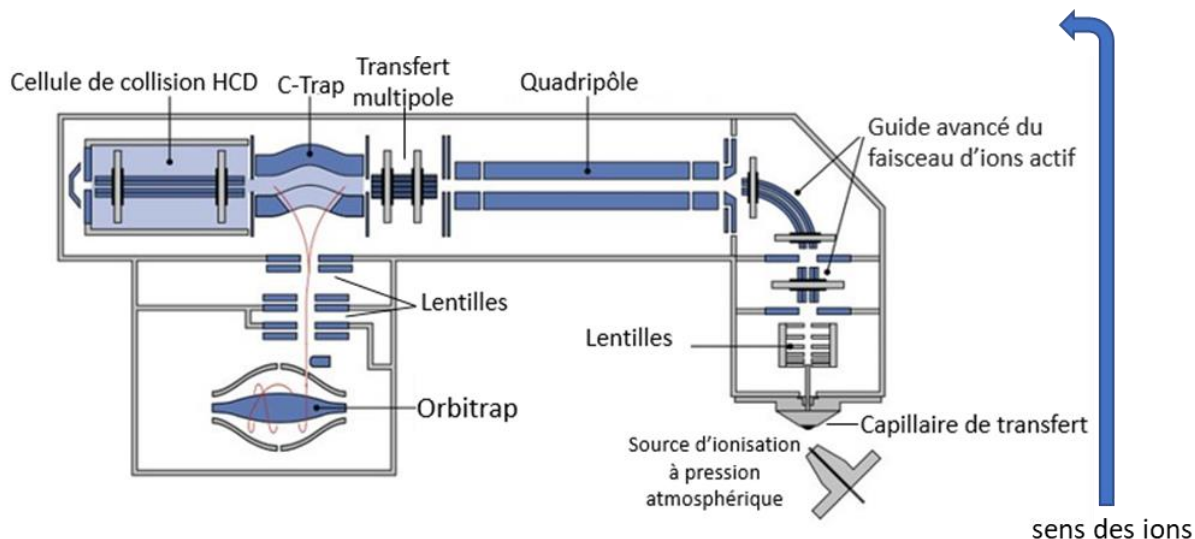 Cellule de collision HCD
C-Trap
Transfert
multipole
Quadripôle
Guide avancé du
faisceau d’ions actif
Lentilles
Lentilles
Orbitrap
Capillaire de transfert
Source d’ionisation
à pression
atmosphérique
sens des ions